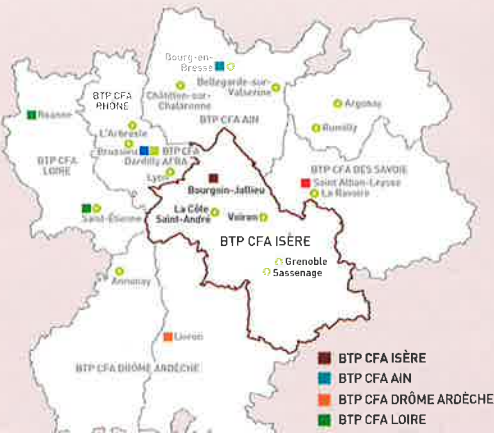 Bourg-en-
Bresse
Bellegarde-sur-
Valserine
Châtillon-sur-
Chalaronne
BTP CFA AIN
Argonay
Rumilly
Roanne
BTP CFA
RHÔNE
L'Arbresle
Brussieu
BTP CFA
Dardilly AFRA
Lyon
BTP CFA
LOIRE
Saint-Étienne
BTP CFA DES SAVOIE
Saint Alban-Leysse
La Ravoire
Bourgoin-Jallieu
La Côte
Saint-André
Voiron
BTP CFA ISÈRE
Grenoble
Sassenage
Annonay
Livron
BTP CFA DRÔME ARDÈCHE
BTP CFA ISÈRE
BTP CFA AIN
BTP CFA DRÔME ARDÈCHE
BTP CFA LOIRE